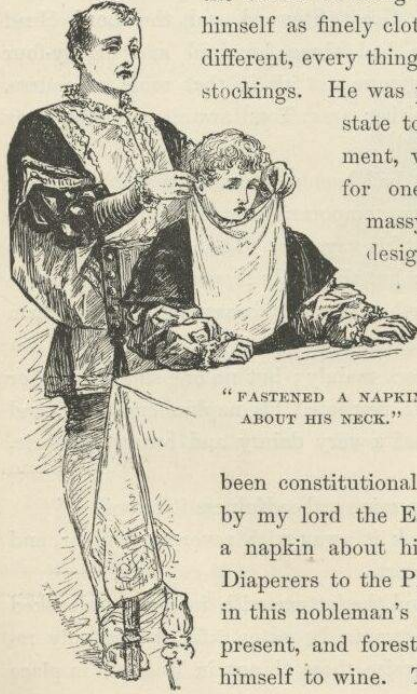 himself as finely clot
different, every thing
stockings. He was
state to
ment,
for one
massy
desig
"FASTENED A NAPKIN
ABOUT HIS NECK."
been constitutional
by my lord the E
a napkin about hi
Diaperers to the P
in this nobleman's
present, and forest
himself to wine. T